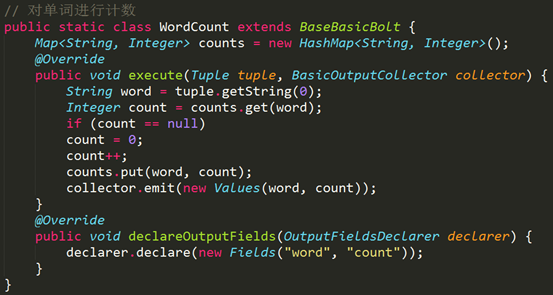 // 对单词进行计数
public static class WordCount extends BaseBasicBolt {
    Map<String, Integer> counts = new HashMap<String, Integer>();
    @Override
    public void execute(Tuple tuple, BasicOutputCollector collector) {
        String word = tuple.getString(0);
        Integer count = counts.get(word);
        if (count == null)
        count = 0;
        count++;
        counts.put(word, count);
        collector.emit(new Values(word, count));
    }
    @Override
    public void declareOutputFields(OutputFieldsDeclarer declarer) {
        declarer.declare(new Fields("word", "count"));
    }
}